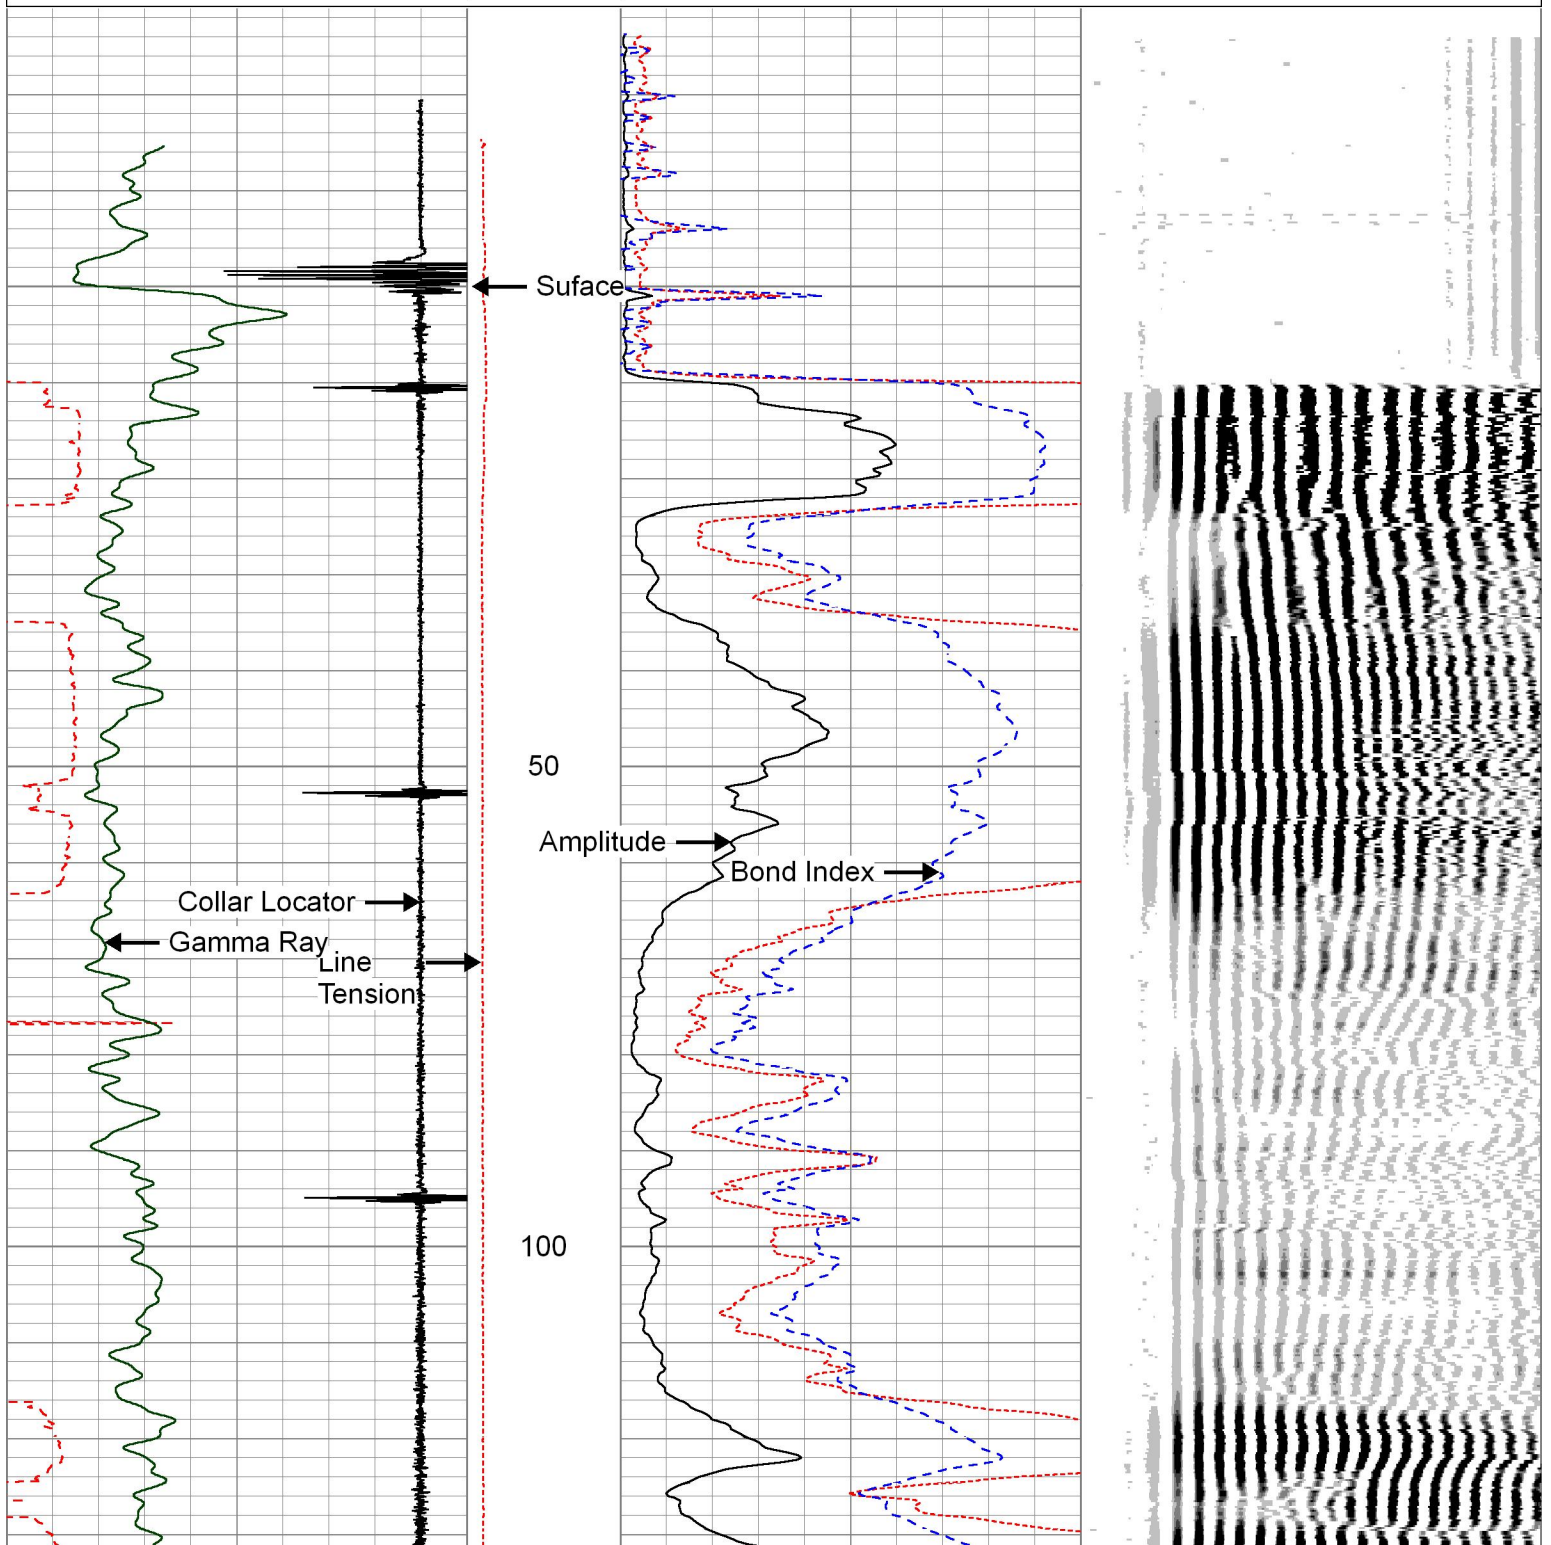 Suface
50
Amplitude
Bond Index
Collar Locator
Gamma Ray
Line
Tension
100